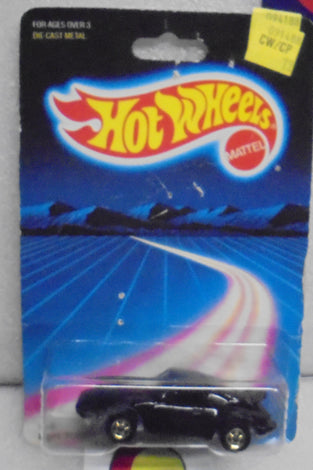 FOR AGES OVER 3
DIE CAST METAL
CW/CP
HOT WHEELS
MATTEL